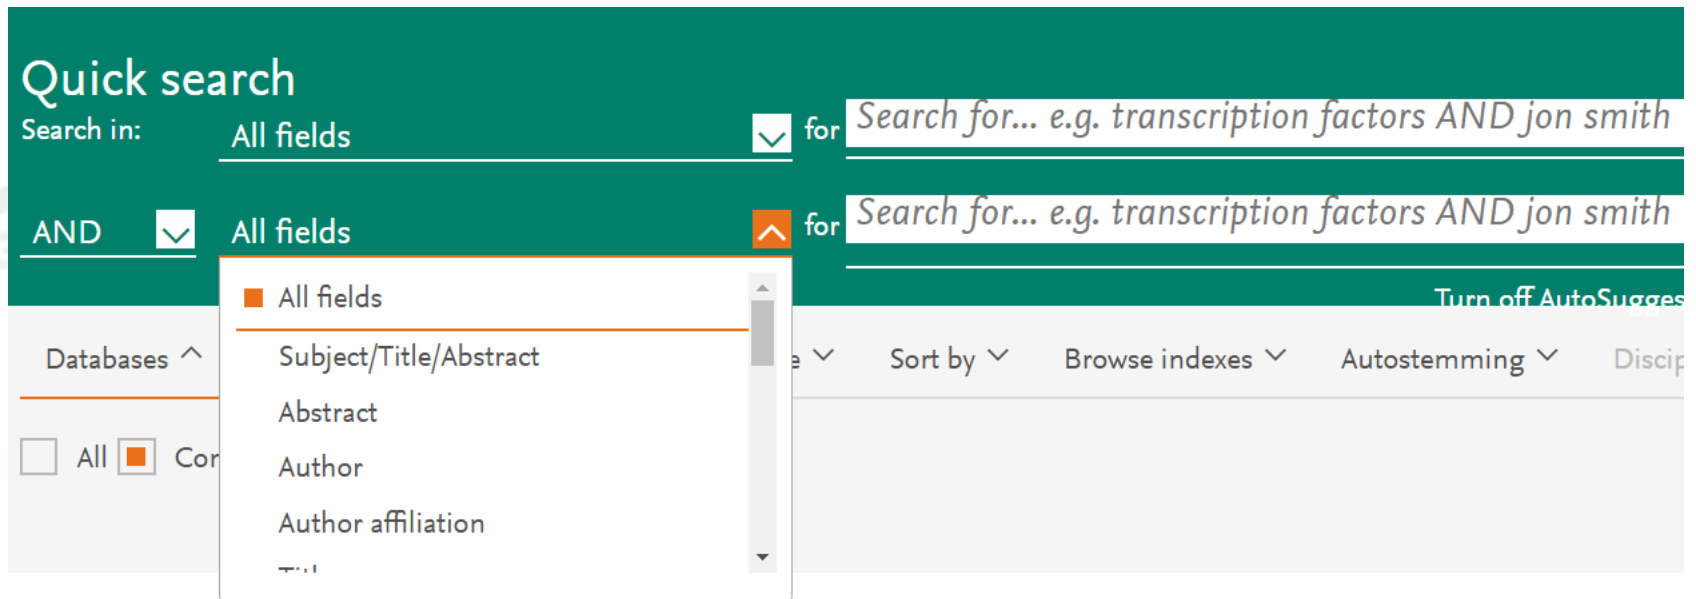 Quick search
Search in: All fields for Search for... e.g. transcription factors AND jon smith
AND All fields for Search for... e.g. transcription factors AND jon smith
All fields
Turn off AutoSugges
Databases Sort by Browse indexes Autostemming Discip
Subject/Title/Abstract
Abstract
Author
Author affiliation
All Cor